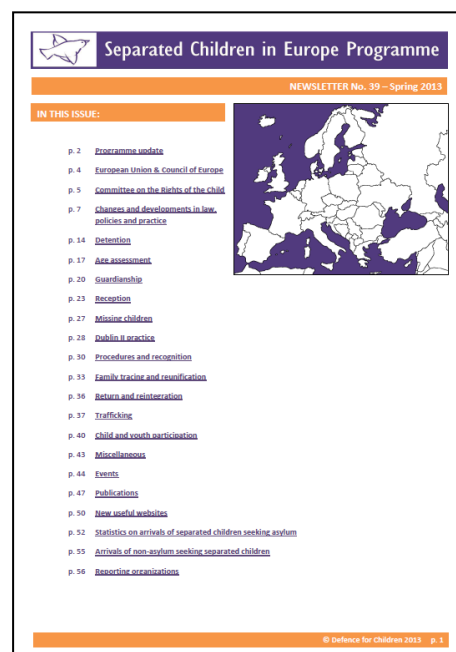 Separated Children in Europe Programme
NEWSLETTER No. 39 – Spring 2013
IN THIS ISSUE:
p. 2 Programme update
p. 4 European Union & Council of Europe
p. 5 Committee on the Rights of the Child
p. 7 Changes and developments in law,
policies and practice
p. 14 Detention
p. 17 Age assessment
p. 20 Guardianship
p. 23 Reception
p. 27 Missing children
p. 28 Dublin II practice
p. 30 Procedures and recognition
p. 33 Family tracing and reunification
p. 36 Return and reintegration
p. 37 Trafficking
p. 40 Child and youth participation
p. 43 Miscellaneous
p. 44 Events
p. 47 Publications
p. 50 New useful websites
p. 52 Statistics on arrivals of separated children seeking asylum
p. 55 Arrivals of non-asylum seeking separated children
p. 56 Reporting organizations
© Defence for Children 2013 p. 1